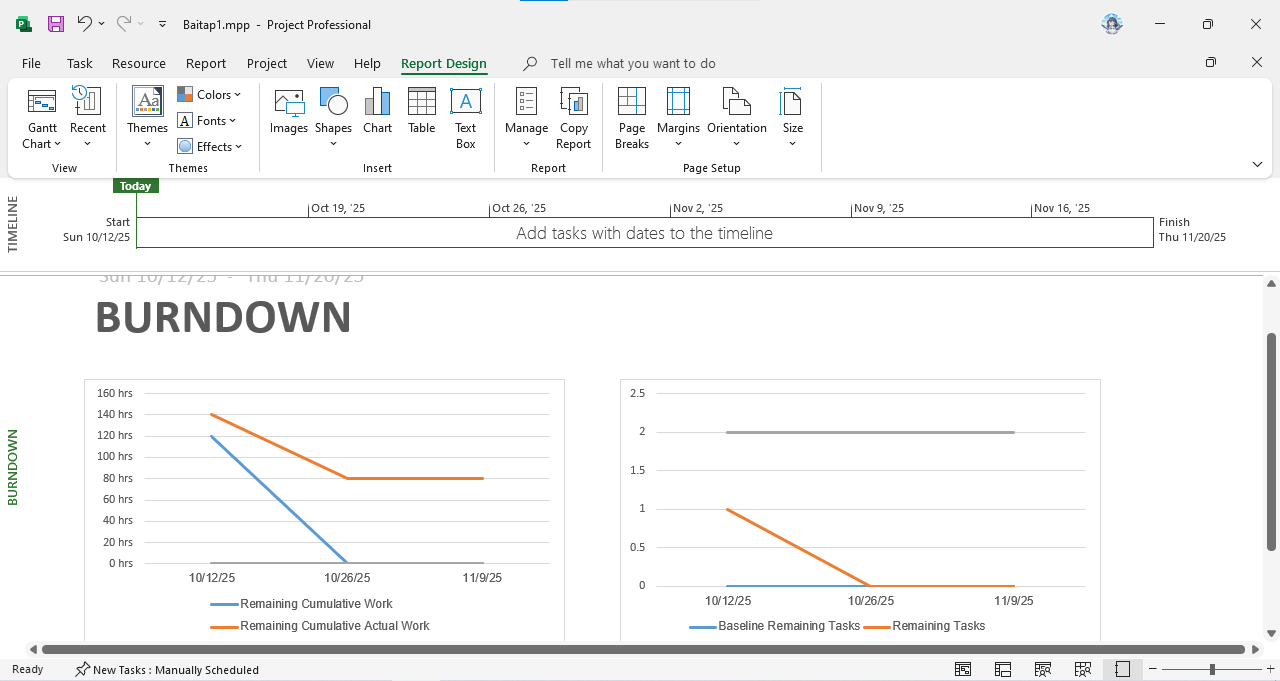 Baitap1.mpp - Project Professional
File Task Resource Report Project View Help Report Design Tell me what you want to do
Gantt Chart
Recent
View
Themes
Colors
Fonts
Effects
Themes
Images
Shapes
Chart
Table
Text Box
Insert
Manage
Copy Report
Report
Page Breaks
Margins
Orientation
Size
Page Setup
TIMELINE
Today
Start
Sun 10/12/25
Oct 19, '25 Oct 26, '25 Nov 2, '25 Nov 9, '25 Nov 16, '25
Add tasks with dates to the timeline
Finish
Thu 11/20/25
BURNDOWN
Sun 10/12/25 - Thu 11/20/25
BURNDOWN
160 hrs
140 hrs
120 hrs
100 hrs
80 hrs
60 hrs
40 hrs
20 hrs
0 hrs
10/12/25 10/26/25 11/9/25
Remaining Cumulative Work
Remaining Cumulative Actual Work
2.5
2
1.5
1
0.5
0
10/12/25 10/26/25 11/9/25
Baseline Remaining Tasks Remaining Tasks
Ready New Tasks : Manually Scheduled